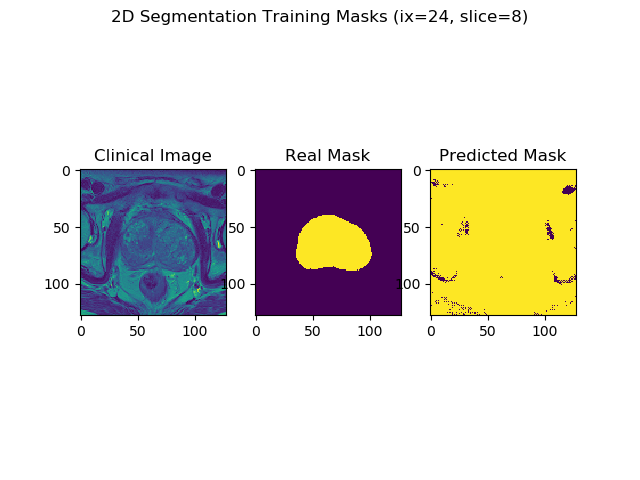 2D Segmentation Training Masks (ix=24, slice=8)
Clinical Image Real Mask Predicted Mask
0 0 0
50 50 50
100 100 100
0 50 100 0 50 100 0 50 100